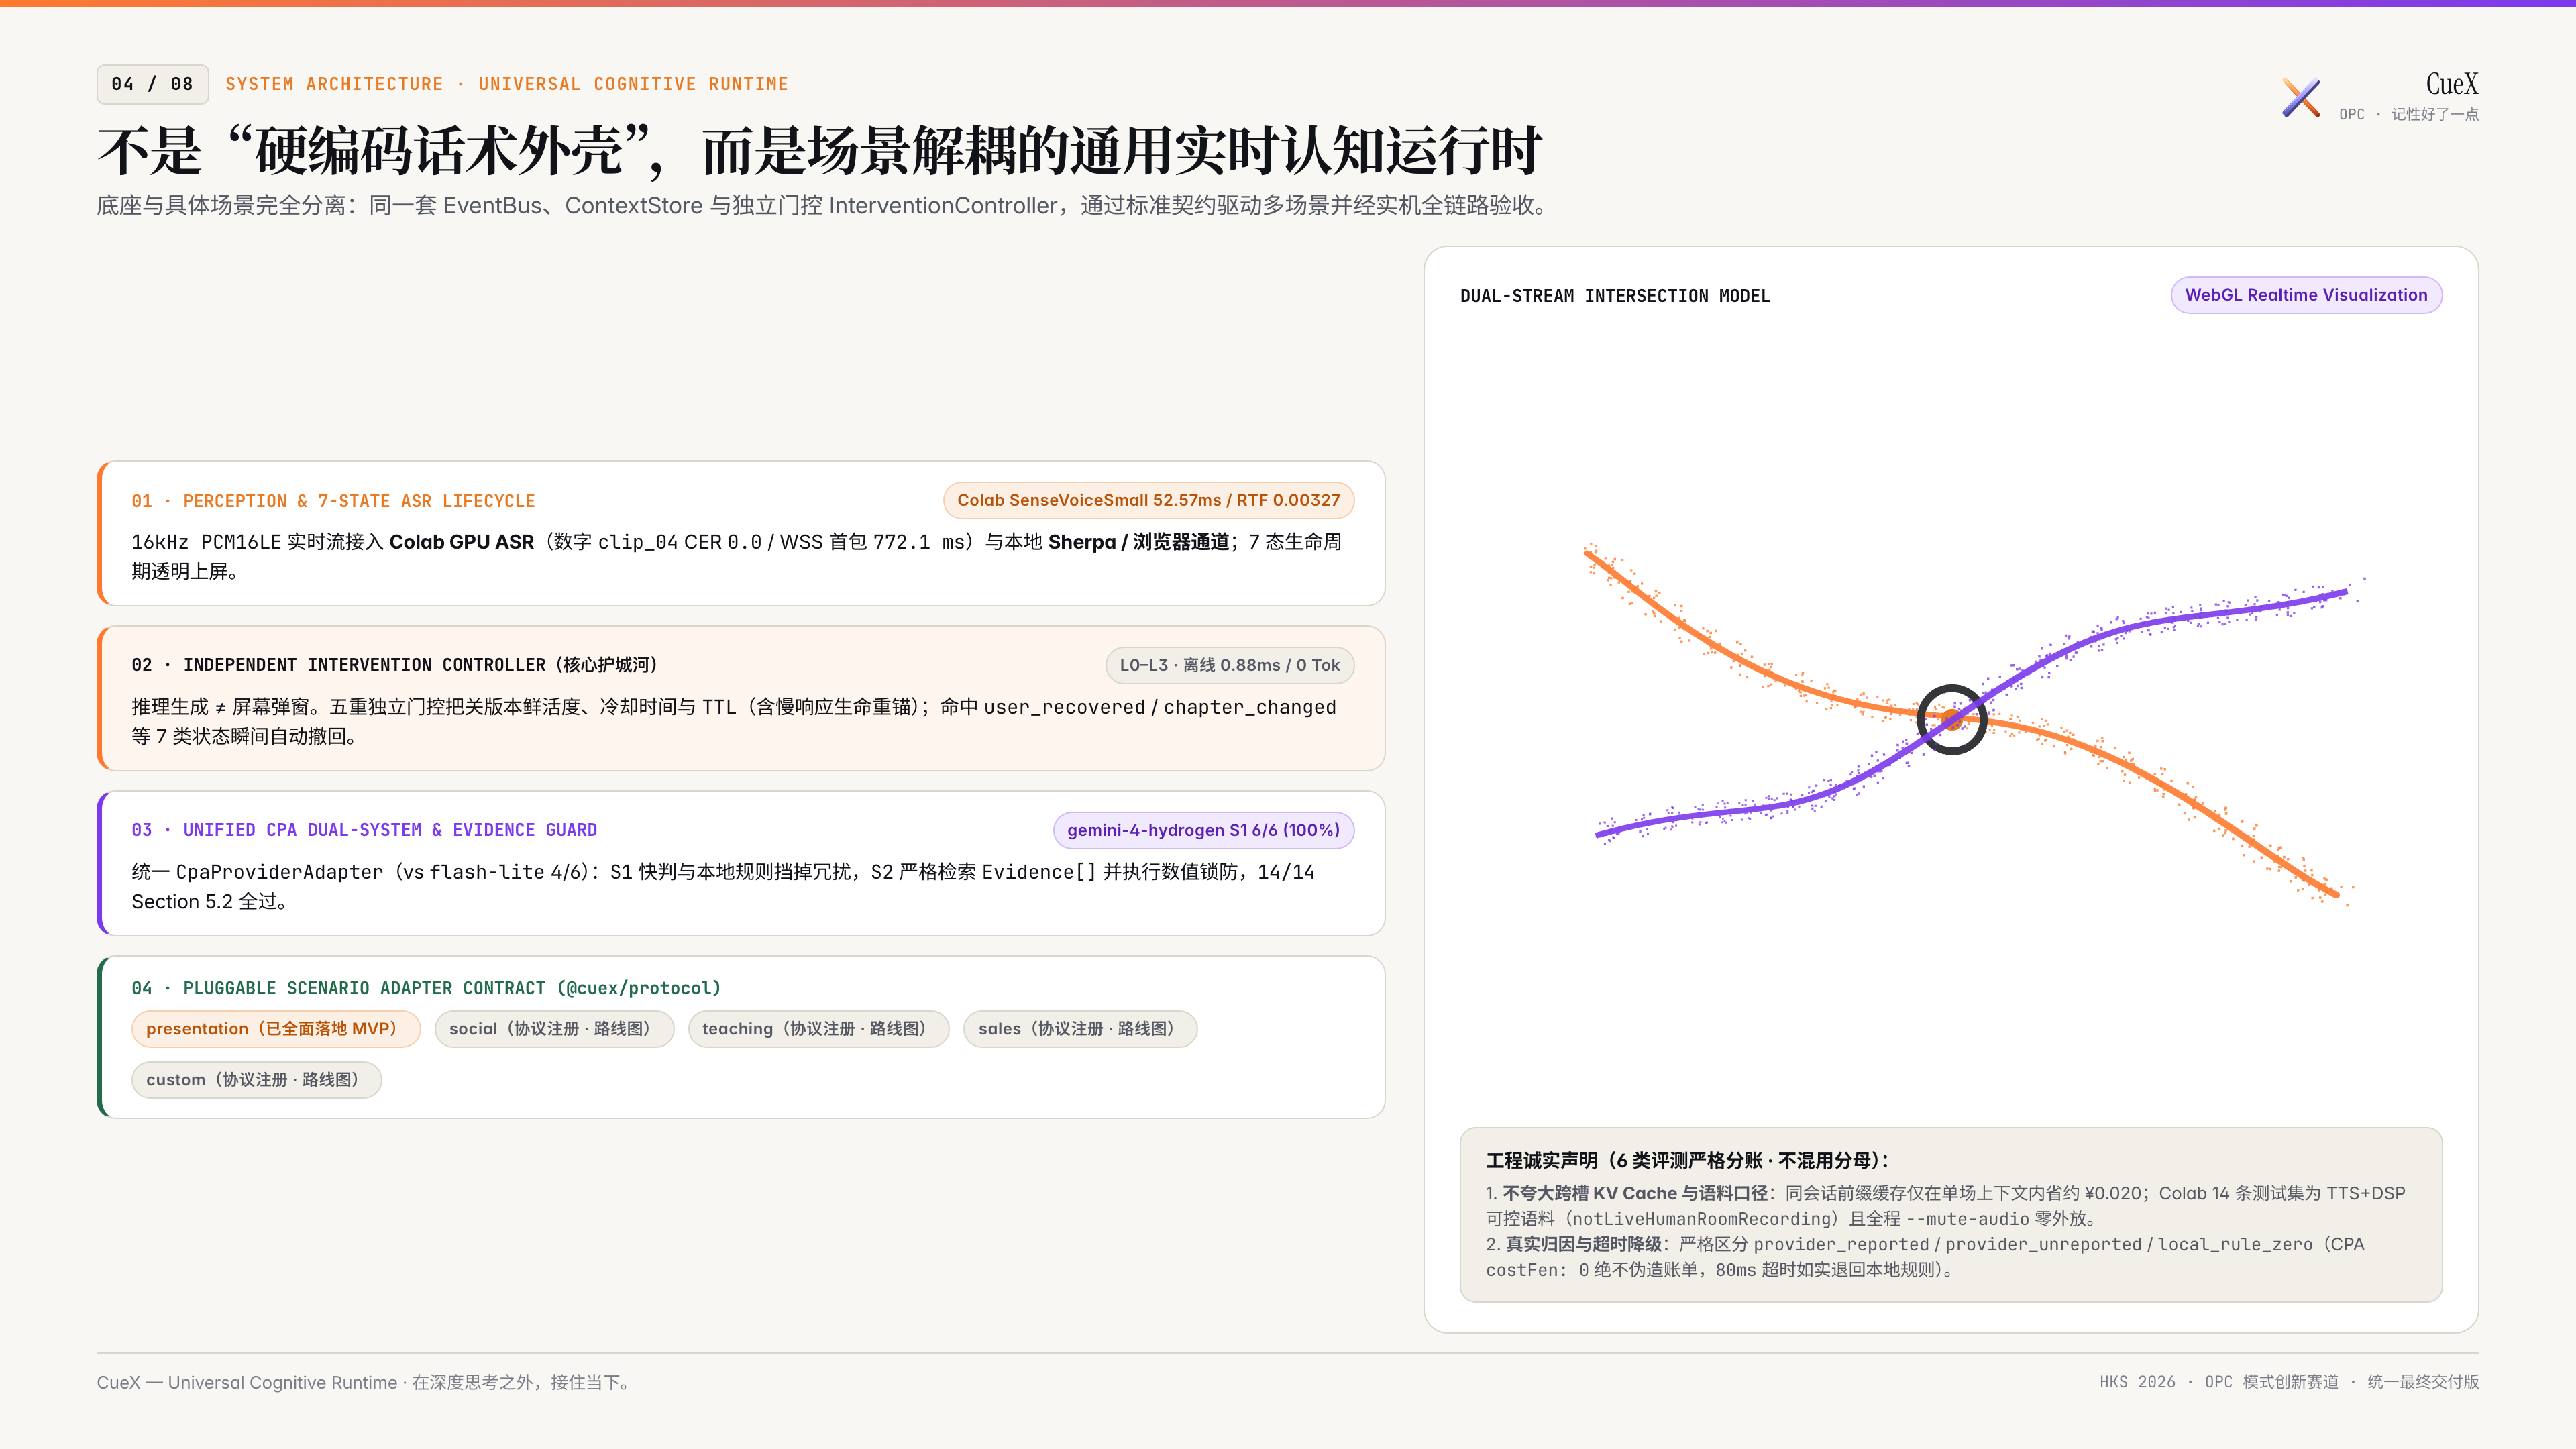 04 / 08
SYSTEM ARCHITECTURE · UNIVERSAL COGNITIVE RUNTIME
CueX
OPC · 记性好了一点
不是“硬编码话术外壳”，而是场景解耦的通用实时认知运行时
底座与具体场景完全分离：同一套 EventBus、ContextStore 与独立门控 InterventionController，通过标准契约驱动多场景并经实机全链路验收。
01 · PERCEPTION & 7-STATE ASR LIFECYCLE
Colab SenseVoiceSmall 52.57ms / RTF 0.00327
16kHz PCM16LE 实时流接入 Colab GPU ASR（数字 clip_04 CER 0.0 / WSS 首包 772.1 ms）与本地 Sherpa / 浏览器通道；7 态生命周
期透明上屏。
02 · INDEPENDENT INTERVENTION CONTROLLER（核心护城河）
L0–L3 · 离线 0.88ms / 0 Tok
推理生成 ≠ 屏幕弹窗。五重独立门控把关版本鲜活度、冷却时间与 TTL（含慢响应生命重锚）；命中 user_recovered / chapter_changed
等 7 类状态瞬间自动撤回。
03 · UNIFIED CPA DUAL-SYSTEM & EVIDENCE GUARD
gemini-4-hydrogen S1 6/6 (100%)
统一 CpaProviderAdapter（vs flash-lite 4/6）：S1 快判与本地规则挡掉冗扰，S2 严格检索 Evidence[] 并执行数值锁防，14/14
Section 5.2 全过。
04 · PLUGGABLE SCENARIO ADAPTER CONTRACT (@cuex/protocol)
presentation（已全面落地 MVP）
social（协议注册 · 路线图）
teaching（协议注册 · 路线图）
sales（协议注册 · 路线图）
custom（协议注册 · 路线图）
DUAL-STREAM INTERSECTION MODEL
WebGL Realtime Visualization
工程诚实声明（6 类评测严格分账 · 不混用分母）：
1. 不夸大跨槽 KV Cache 与语料口径：同会话前缀缓存仅在单场上下文内省约 ¥0.020；Colab 14 条测试集为 TTS+DSP
可控语料（notLiveHumanRoomRecording）且全程 --mute-audio 零外放。
2. 真实归因与超时降级：严格区分 provider_reported / provider_unreported / local_rule_zero（CPA
costFen: 0 绝不伪造账单，80ms 超时如实退回本地规则）。
CueX — Universal Cognitive Runtime · 在深度思考之外，接住当下。
HKS 2026 · OPC 模式创新赛道 · 统一最终交付版